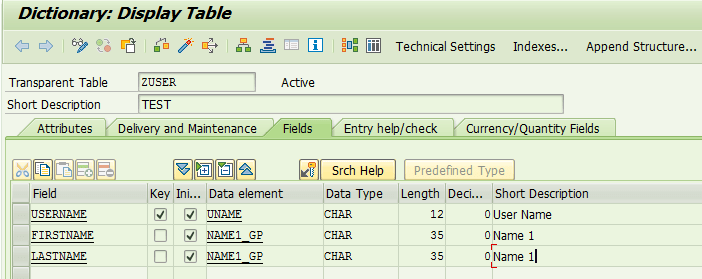 Dictionary: Display Table
Technical Settings Indexes... Append Structure...
Transparent Table ZUSER Active
Short Description TEST
Attributes Delivery and Maintenance Fields Entry help/check Currency/Quantity Fields
Srch Help Predefined Type
Field Key Ini... Data element Data Type Length Deci... Short Description
USERNAME UNAME CHAR 12 0 User Name
FIRSTNAME NAME1_GP CHAR 35 0 Name 1
LASTNAME NAME1_GP CHAR 35 0 Name 1